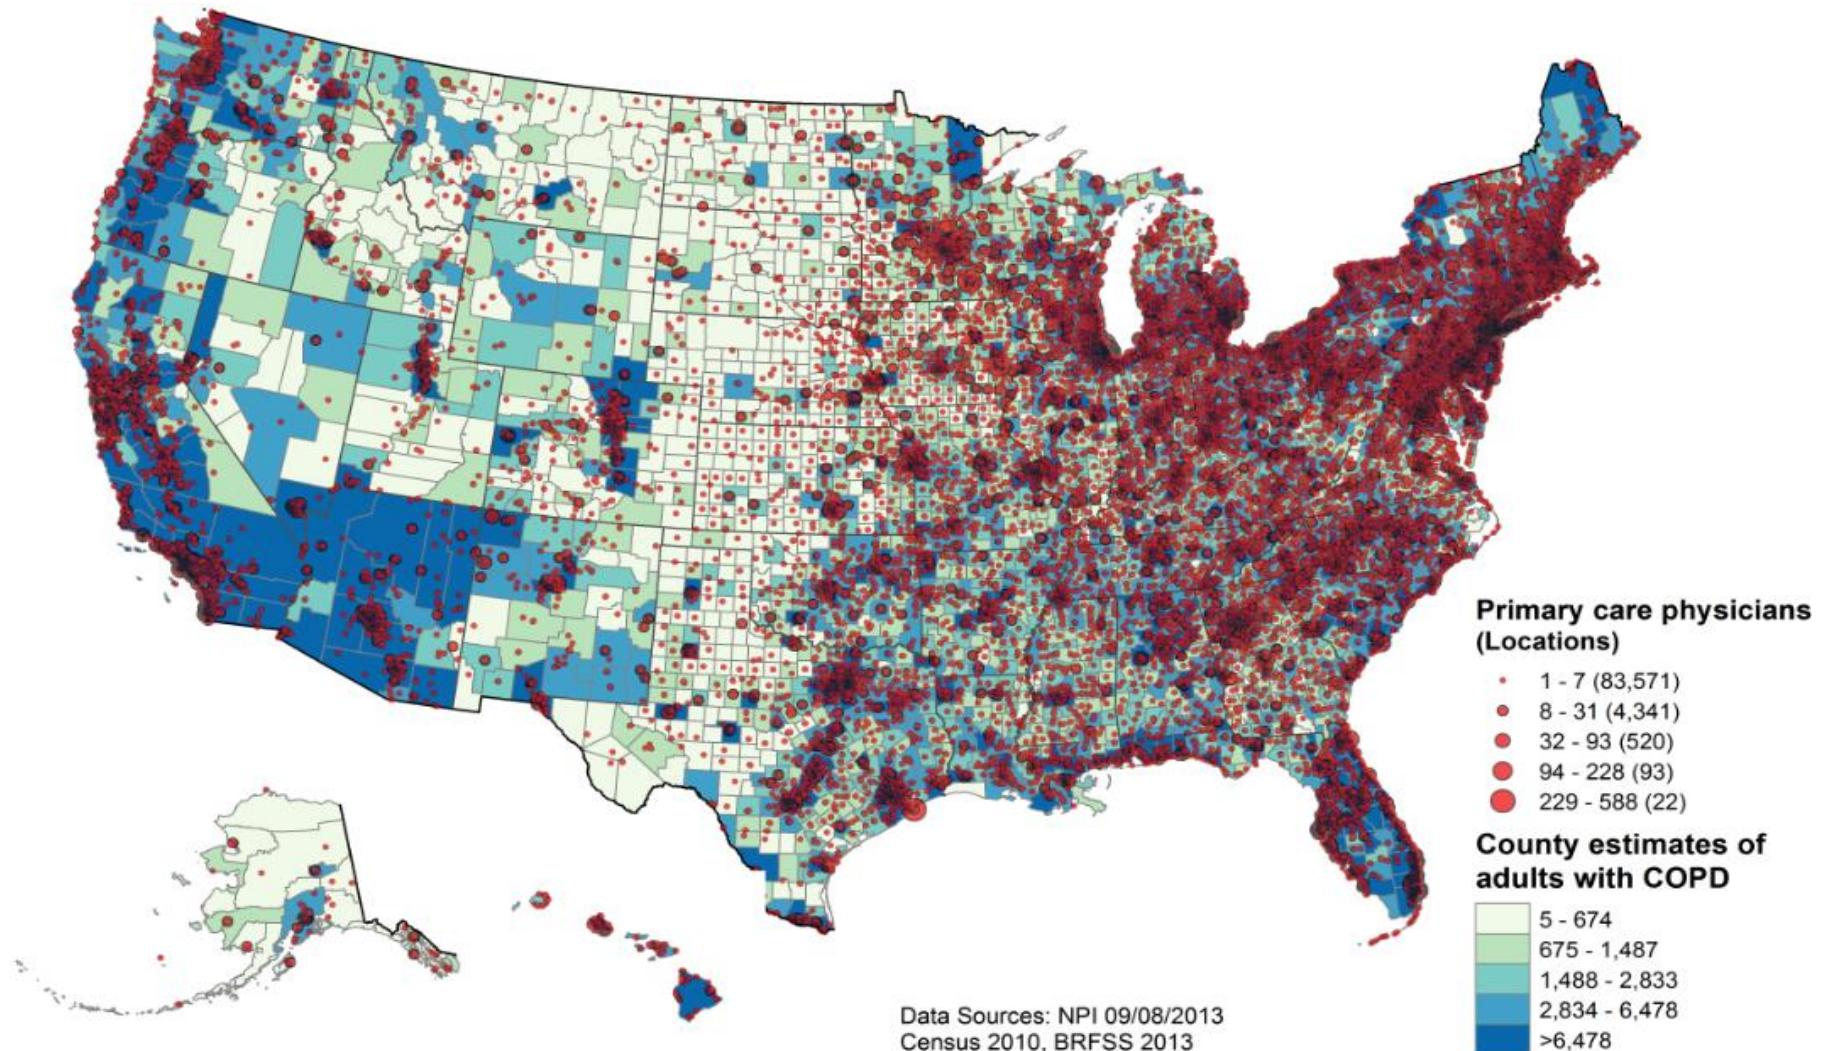 Primary care physicians
(Locations)
1 - 7 (83,571)
8 - 31 (4,341)
32 - 93 (520)
94 - 228 (93)
229 - 588 (22)
County estimates of
adults with COPD
5 - 674
675 - 1,487
1,488 - 2,833
2,834 - 6,478
>6,478
Data Sources: NPI 09/08/2013
Census 2010, BRFSS 2013